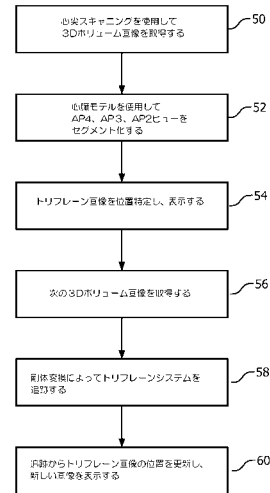 心尖スキャニングを使用して
3Dボリューム画像を取得する
50
心臓モデルを使用して
AP4、AP3、AP2ビューを
セグメント化する
52
トリプレーン画像を位置特定し、表示する
54
次の3Dボリューム画像を取得する
56
剛体変換によってトリプレーンシステムを
追跡する
58
追跡からトリプレーン画像の位置を更新し、
新しい画像を表示する
60